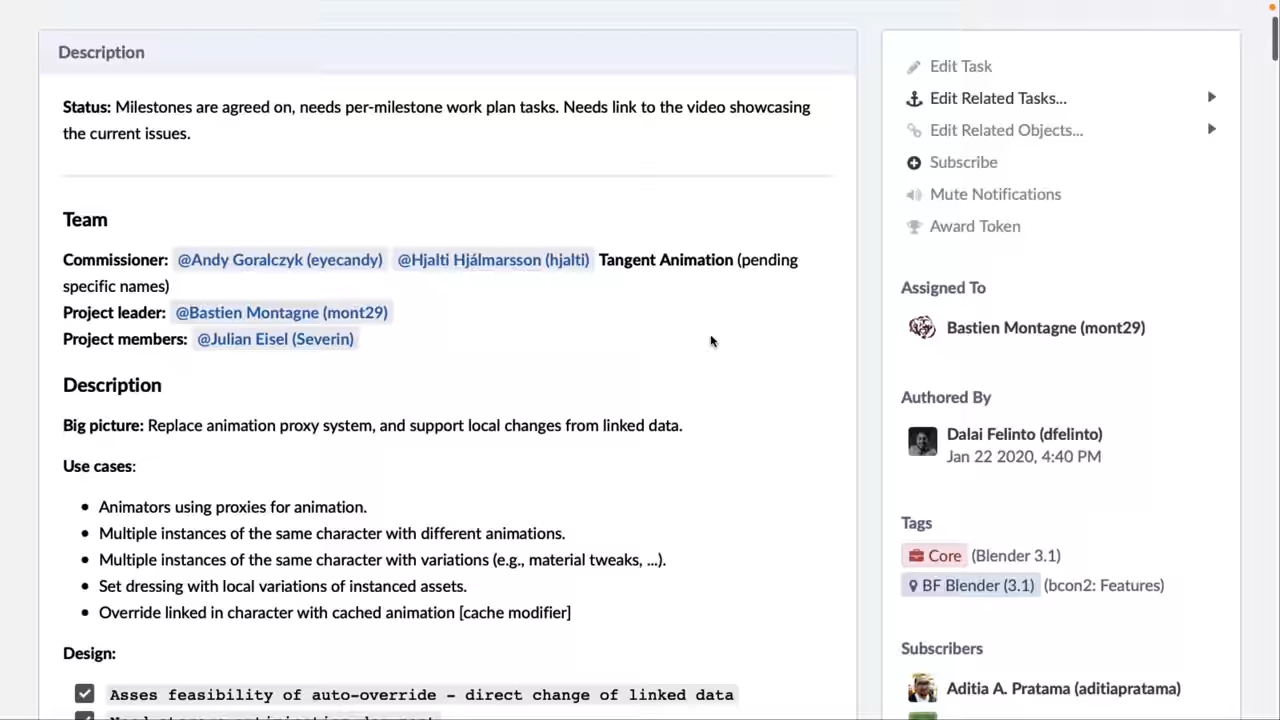 Description
Status: Milestones are agreed on, needs per-milestone work plan tasks. Needs link to the video showcasing
the current issues.
Team
Commissioner: @Andy Goralczyk (eyecandy) @Hjalti Hjálmarsson (hjalti) Tangent Animation (pending
specific names)
Project leader: @Bastien Montagne (mont29)
Project members: @Julian Eisel (Severin)
Description
Big picture: Replace animation proxy system, and support local changes from linked data.
Use cases:
Animators using proxies for animation.
Multiple instances of the same character with different animations.
Multiple instances of the same character with variations (e.g., material tweaks, ...).
Set dressing with local variations of instanced assets.
Override linked in character with cached animation [cache modifier]
Design:
Asses feasibility of auto-override - direct change of linked data
Edit Task
Edit Related Tasks...
Edit Related Objects...
Subscribe
Mute Notifications
Award Token
Assigned To
Bastien Montagne (mont29)
Authored By
Dalai Felinto (dfelinto)
Jan 22 2020, 4:40 PM
Tags
Core (Blender 3.1)
BF Blender (3.1) (bcon2: Features)
Subscribers
Aditia A. Pratama (aditiapratama)